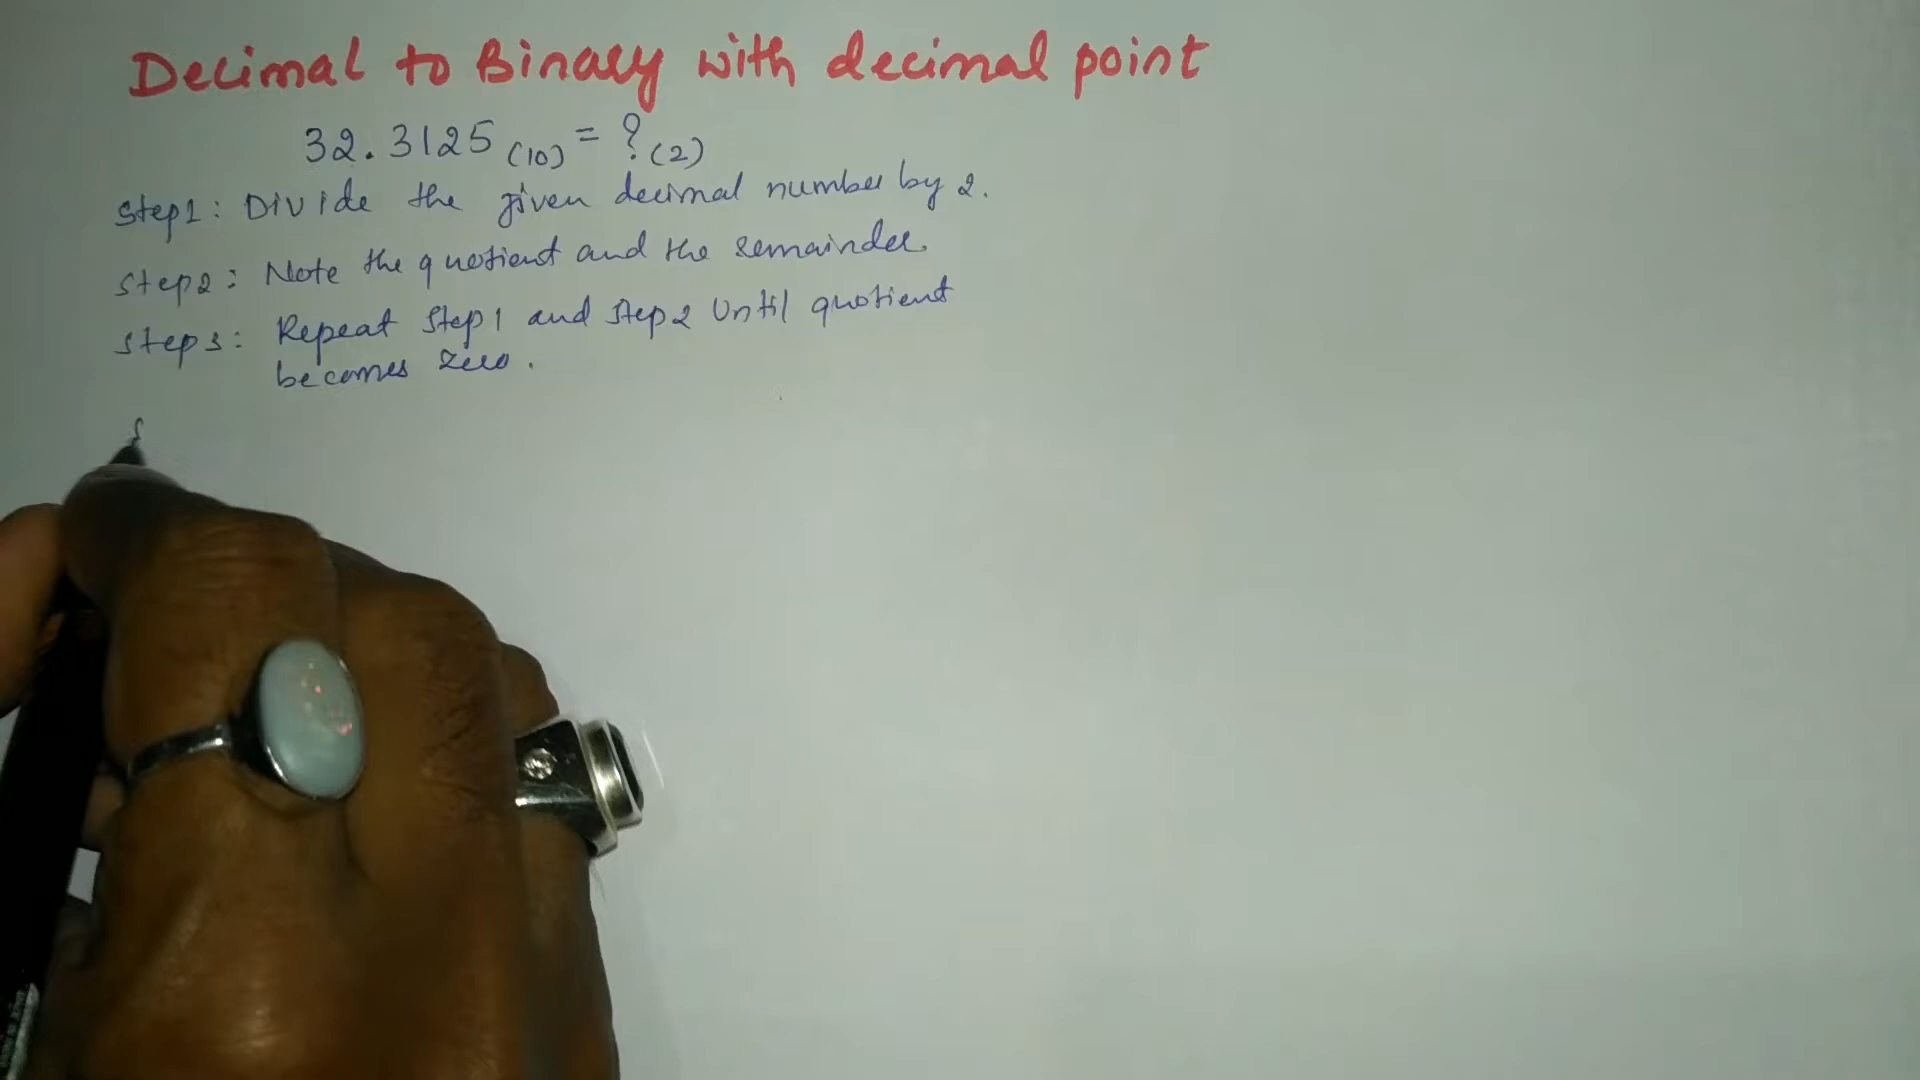 Decimal to Binary with decimal point
32.3125 (10) = ? (2)
Step1: Divide the given decimal number by 2.
Step2: Note the quotient and the remainder.
Step3: Repeat Step1 and Step2 Until quotient
becomes zero.
S